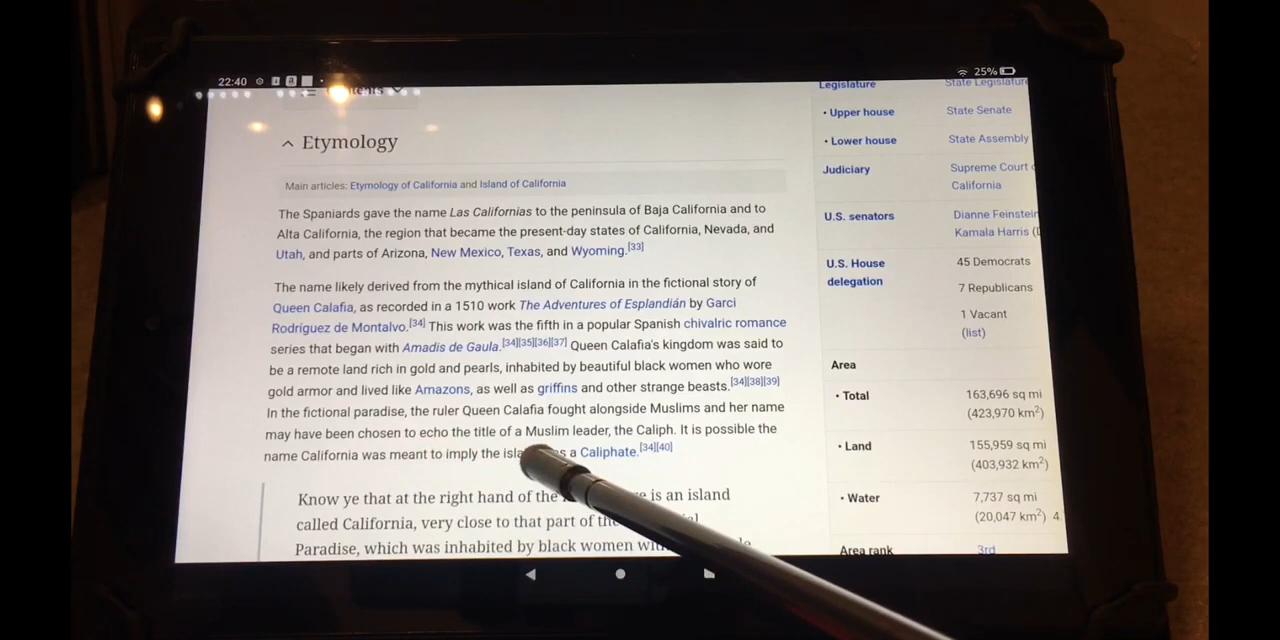 22:40
25%
Etymology
Main articles: Etymology of California and Island of California
The Spaniards gave the name Las Californias to the peninsula of Baja California and to
Alta California, the region that became the present-day states of California, Nevada, and
Utah, and parts of Arizona, New Mexico, Texas, and Wyoming.[33]
The name likely derived from the mythical island of California in the fictional story of
Queen Calafia, as recorded in a 1510 work The Adventures of Esplandián by Garci
Rodríguez de Montalvo.[34] This work was the fifth in a popular Spanish chivalric romance
series that began with Amadis de Gaula.[34][35][36][37] Queen Calafia's kingdom was said to
be a remote land rich in gold and pearls, inhabited by beautiful black women who wore
gold armor and lived like Amazons, as well as griffins and other strange beasts.[34][38][39]
In the fictional paradise, the ruler Queen Calafia fought alongside Muslims and her name
may have been chosen to echo the title of a Muslim leader, the Caliph. It is possible the
name California was meant to imply the a Caliphate.[34][40]
Know ye that at the right hand of the is an island
called California, very close to that part of
Paradise, which was inhabited by black women
Legislature State Legislature
• Upper house State Senate
• Lower house State Assembly
Judiciary Supreme Court
California
U.S. senators Dianne Feinstein
Kamala Harris
U.S. House 45 Democrats
delegation 7 Republicans
1 Vacant
(list)
Area
• Total 163,696 sq mi
(423,970 km²)
• Land 155,959 sq mi
(403,932 km²)
• Water 7,737 sq mi
(20,047 km²) 4
Area rank 3rd